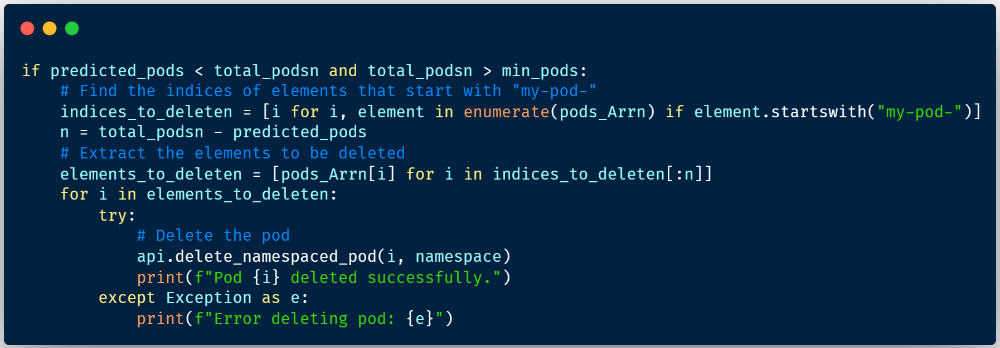 if predicted_pods < total_podsn and total_podsn > min_pods:
    # Find the indices of elements that start with "my-pod-"
    indices_to_deleten = [i for i, element in enumerate(pods_Arrn) if element.startswith("my-pod-")]
    n = total_podsn - predicted_pods
    # Extract the elements to be deleted
    elements_to_deleten = [pods_Arrn[i] for i in indices_to_deleten[:n]]
    for i in elements_to_deleten:
        try:
            # Delete the pod
            api.delete_namespaced_pod(i, namespace)
            print(f"Pod {i} deleted successfully.")
        except Exception as e:
            print(f"Error deleting pod: {e}")